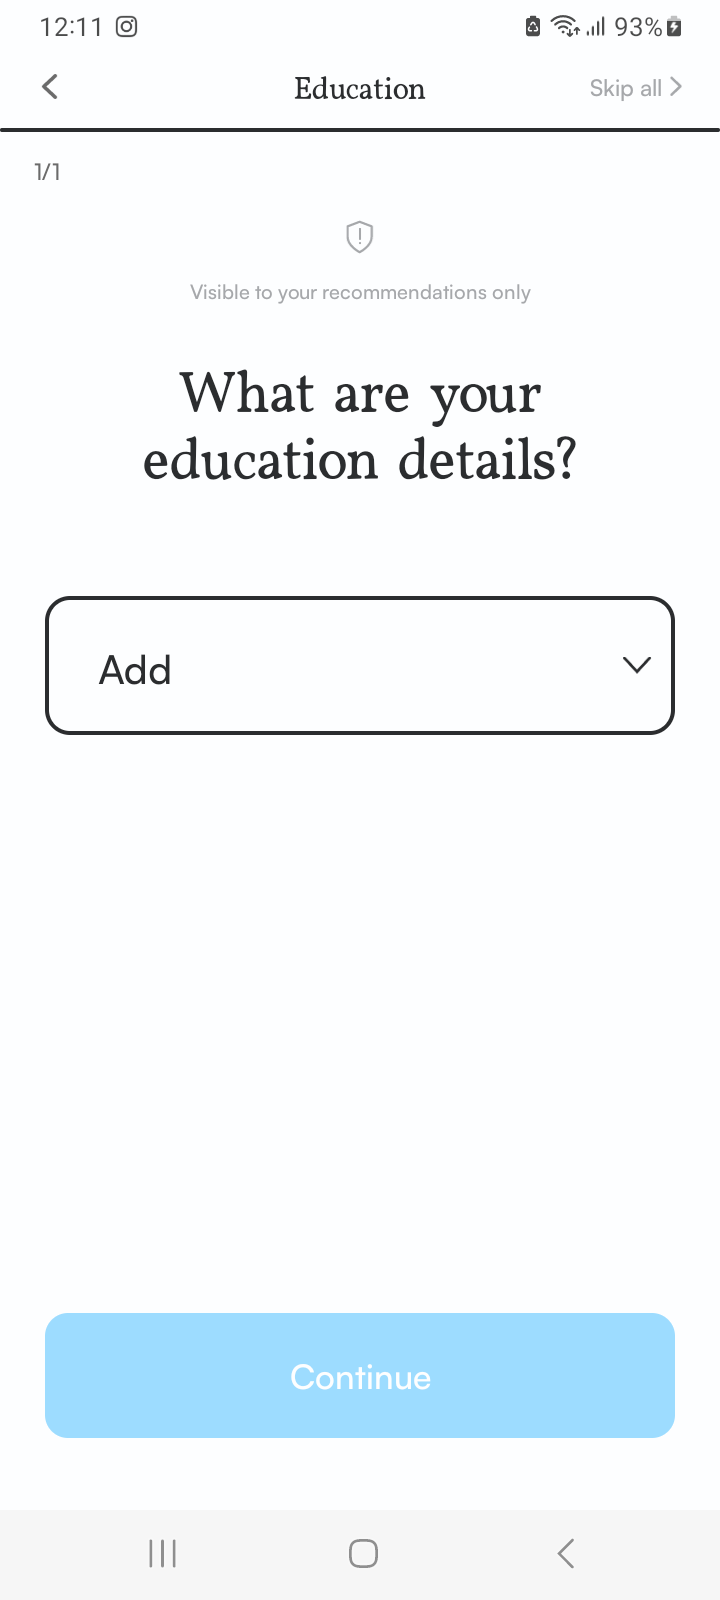 12:11 93%
Education Skip all
1/1
Visible to your recommendations only
What are your
education details?
Add
Continue